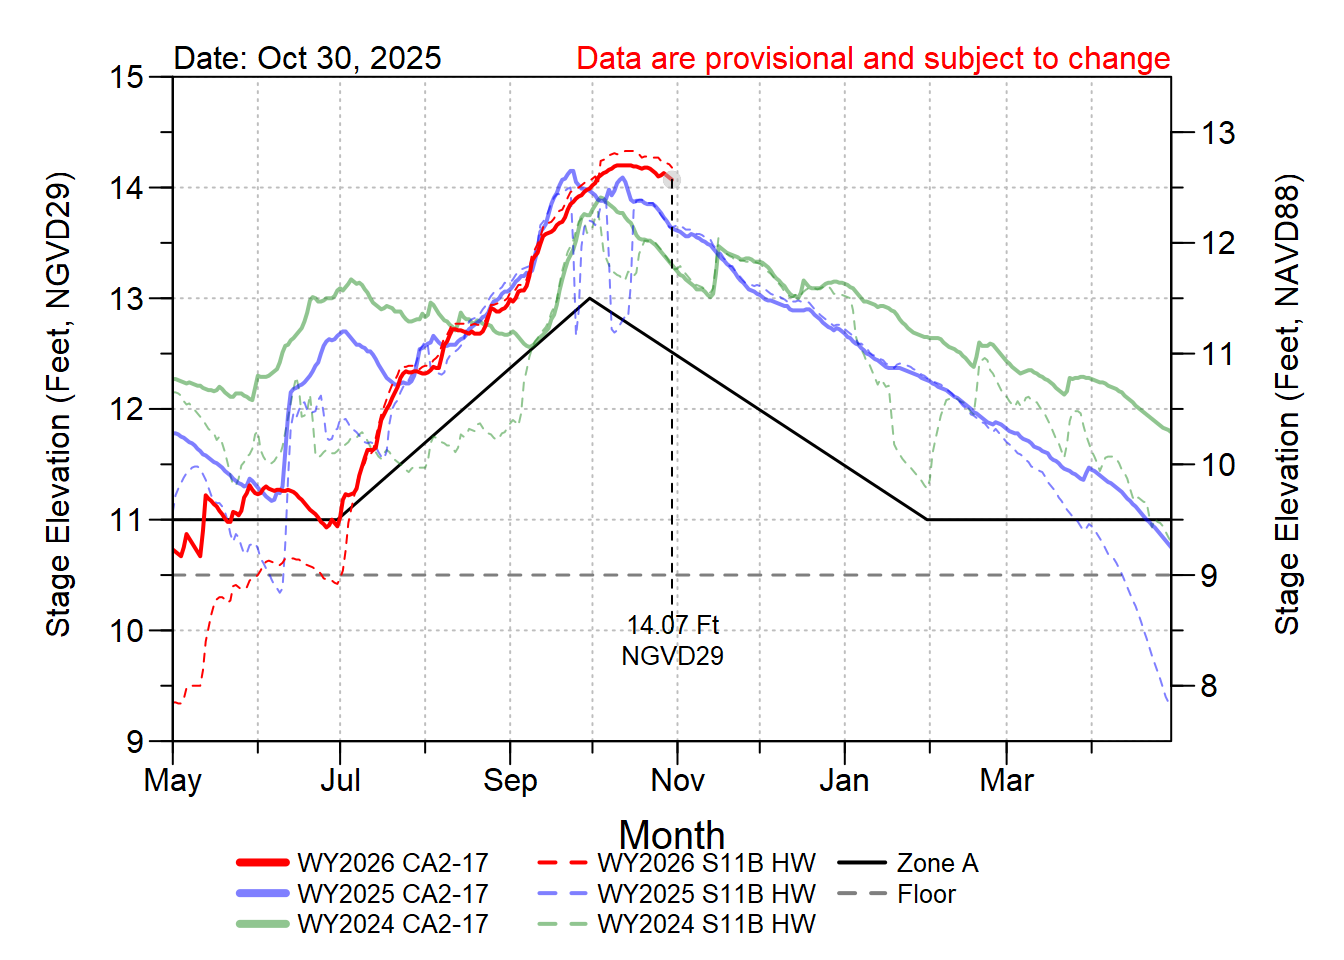 Date: Oct 30, 2025
Data are provisional and subject to change
Stage Elevation (Feet, NGVD29)
15
14
13
12
11
10
9
13
12
11
10
9
8
Stage Elevation (Feet, NAVD88)
14.07 Ft
NGVD29
May
Jul
Sep
Nov
Jan
Mar
Month
WY2026 CA2-17
WY2025 CA2-17
WY2024 CA2-17
WY2026 S11B HW
WY2025 S11B HW
WY2024 S11B HW
Zone A
Floor